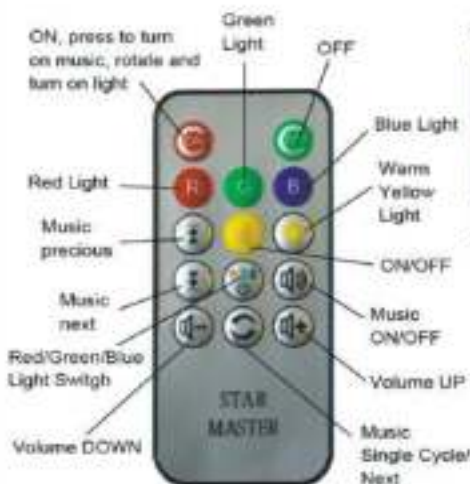 ON, press to turn
on music, rotate and
turn on light
Green
Light
OFF
Blue Light
Red Light
R
G
B
Warm
Yellow
Light
Music
precious
ON/OFF
Music
next
Music
ON/OFF
Red/Green/Blue
Light Switgh
Volume UP
STAR
MASTER
Volume DOWN
Music
Single Cycle/
Next